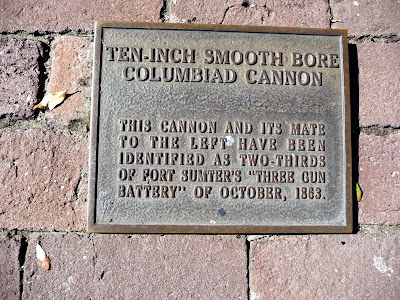 TEN-INCH SMOOTH BORE
COLUMBIAD CANNON
THIS CANNON AND ITS MATE
TO THE LEFT HAVE BEEN
IDENTIFIED AS TWO-THIRDS
OF FORT SUMTER'S "THREE GUN
BATTERY" OF OCTOBER, 1863.